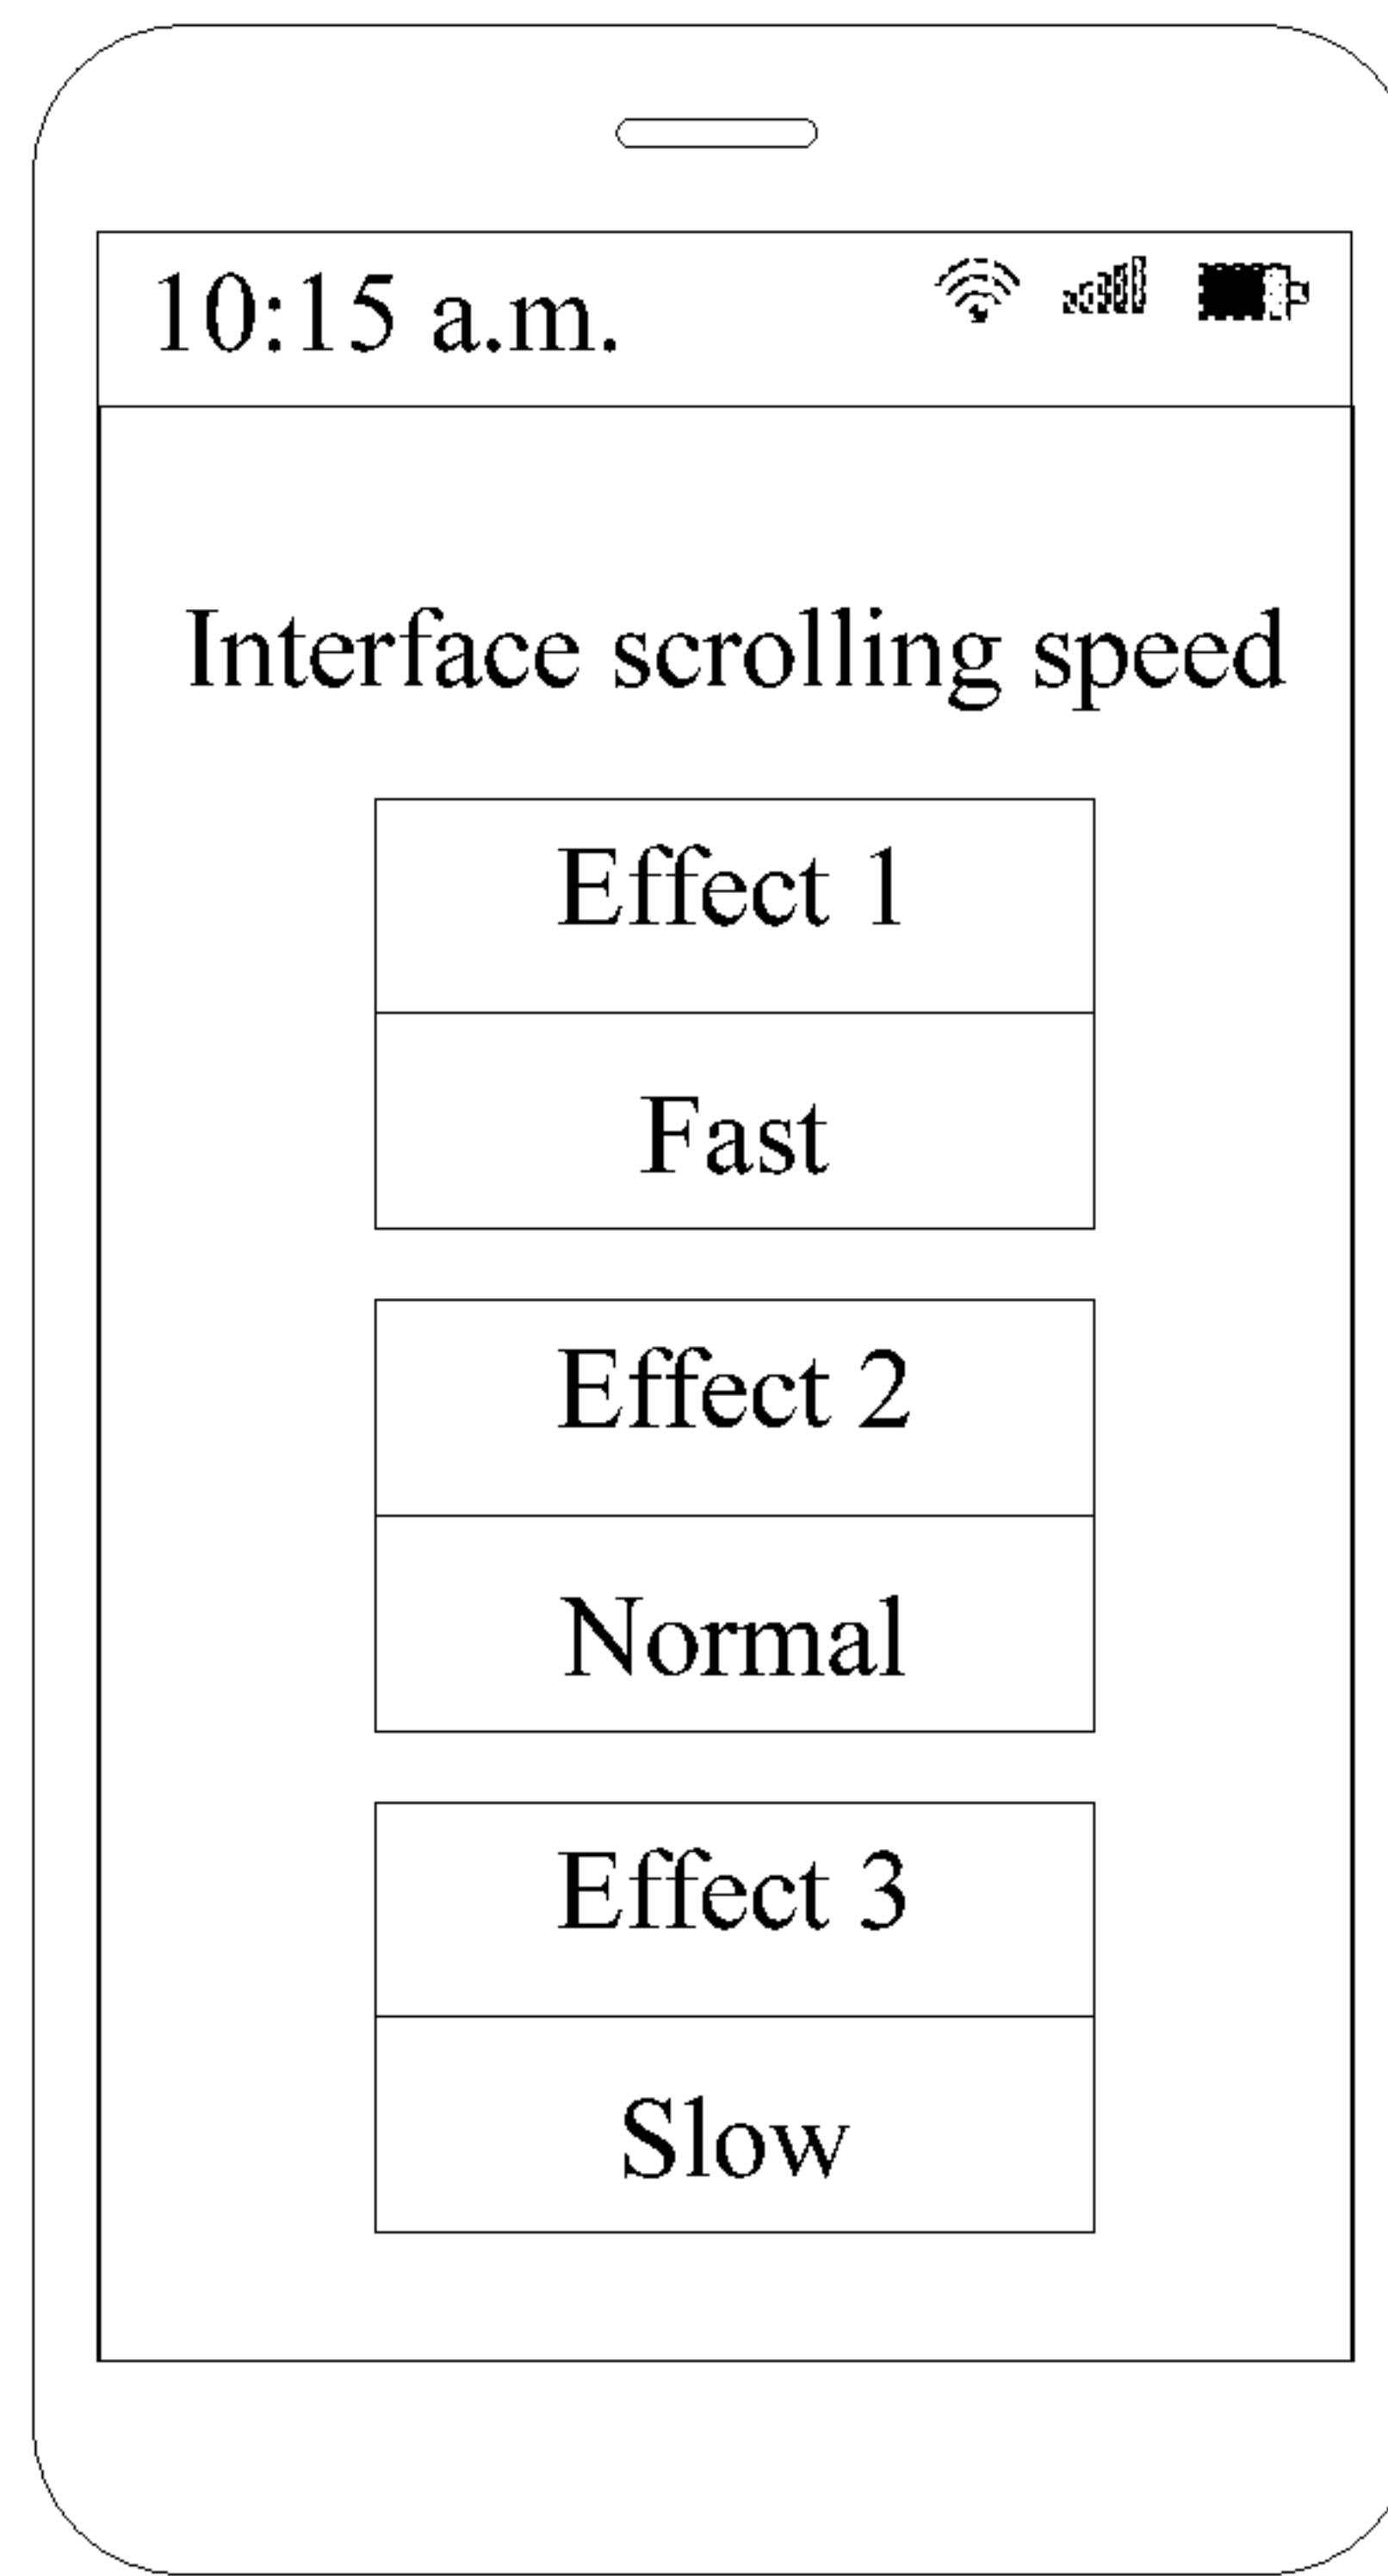 10:15 a.m.
Interface scrolling speed
Effect 1
Fast
Effect 2
Normal
Effect 3
Slow